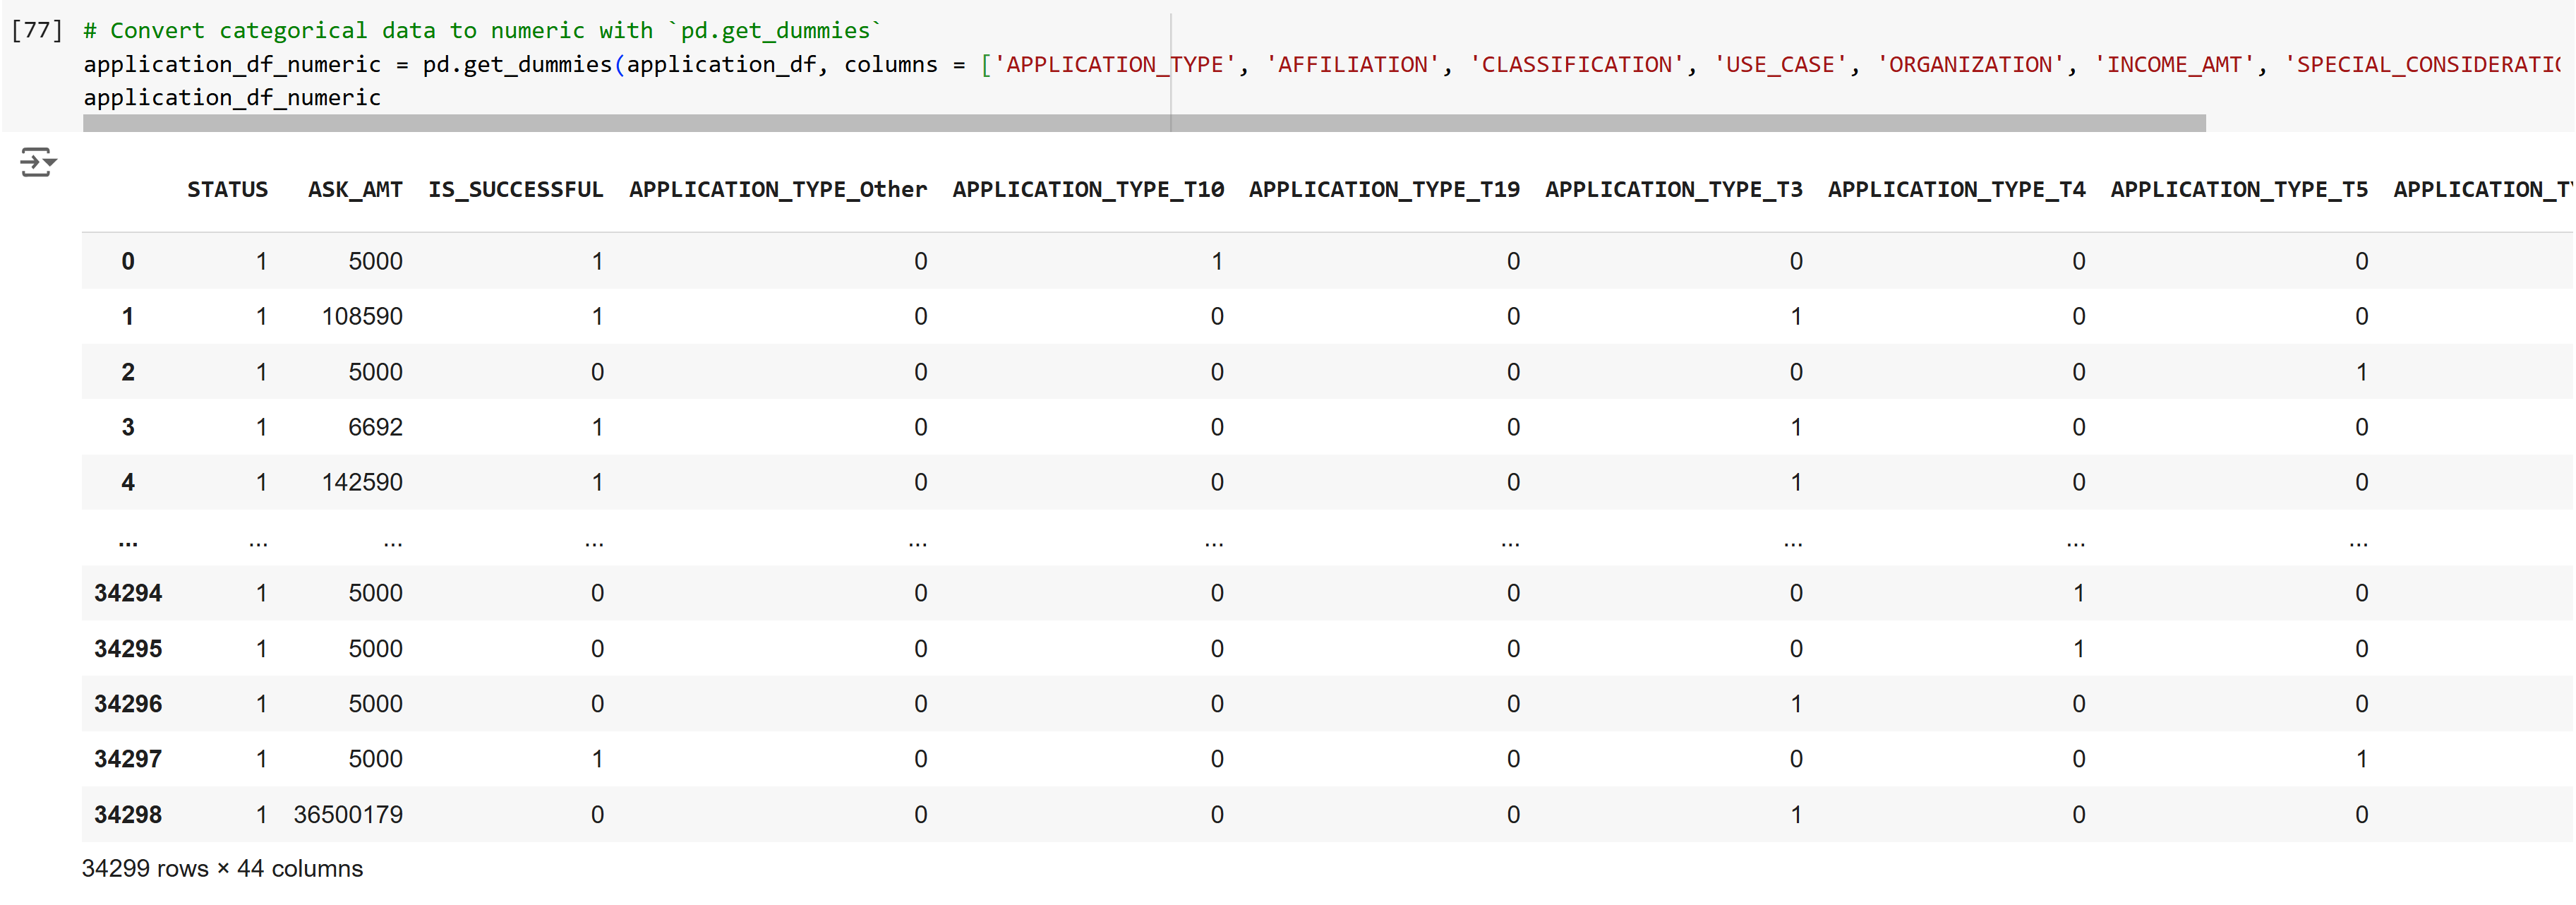 [77] # Convert categorical data to numeric with `pd.get_dummies`
application_df_numeric = pd.get_dummies(application_df, columns = ['APPLICATION_TYPE', 'AFFILIATION', 'CLASSIFICATION', 'USE_CASE', 'ORGANIZATION', 'INCOME_AMT', 'SPECIAL_CONSIDERATIO
application_df_numeric
STATUS ASK_AMT IS_SUCCESSFUL APPLICATION_TYPE_Other APPLICATION_TYPE_T10 APPLICATION_TYPE_T19 APPLICATION_TYPE_T3 APPLICATION_TYPE_T4 APPLICATION_TYPE_T5 APPLICATION_T
0 1 5000 1 0 1 0 0 0 0
1 1 108590 1 0 0 0 1 0 0
2 1 5000 0 0 0 0 0 0 1
3 1 6692 1 0 0 0 1 0 0
4 1 142590 1 0 0 0 1 0 0
... ... ... ... ... ... ... ... ... ...
34294 1 5000 0 0 0 0 0 1 0
34295 1 5000 0 0 0 0 0 1 0
34296 1 5000 0 0 0 0 1 0 0
34297 1 5000 1 0 0 0 0 0 1
34298 1 36500179 0 0 0 0 1 0 0
34299 rows × 44 columns